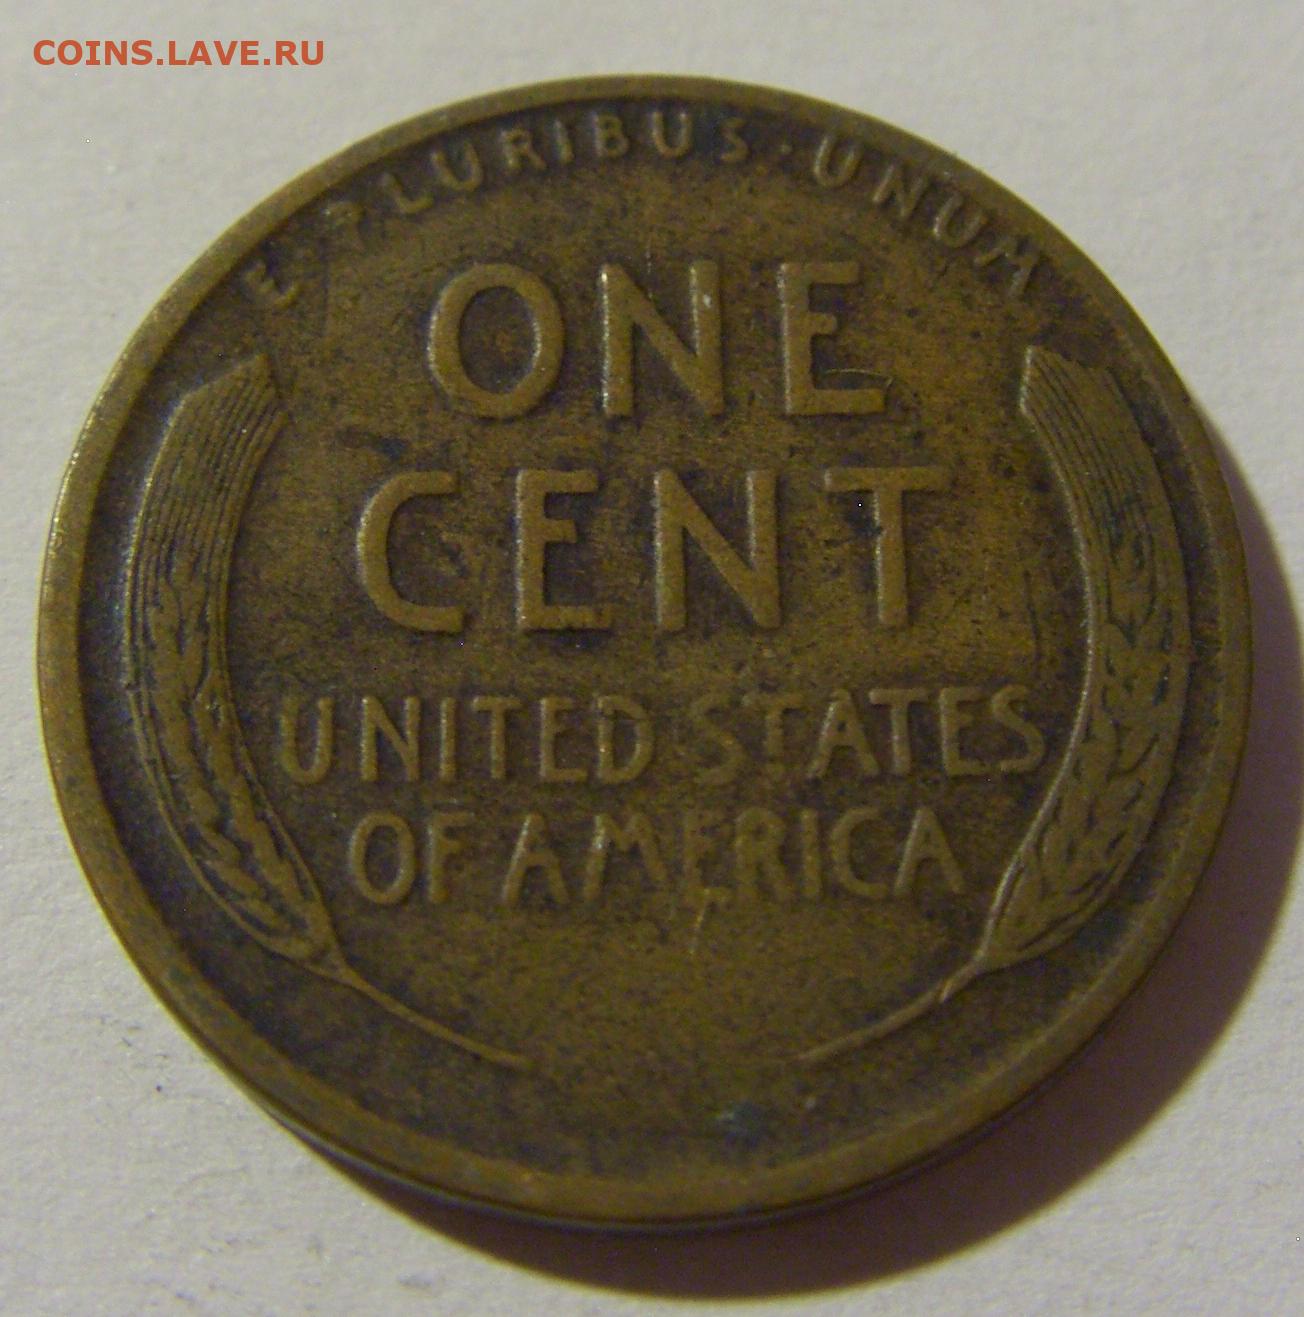 COINS.LAVE.RU
E·PLURIBUS·UNUM
ONE
CENT
UNITED STATES
OF AMERICA